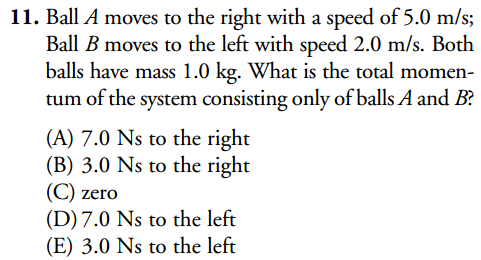 11. Ball A moves to the right with a speed of 5.0 m/s;
Ball B moves to the left with speed 2.0 m/s. Both
balls have mass 1.0 kg. What is the total momen-
tum of the system consisting only of balls A and B?
(A) 7.0 Ns to the right
(B) 3.0 Ns to the right
(C) zero
(D) 7.0 Ns to the left
(E) 3.0 Ns to the left